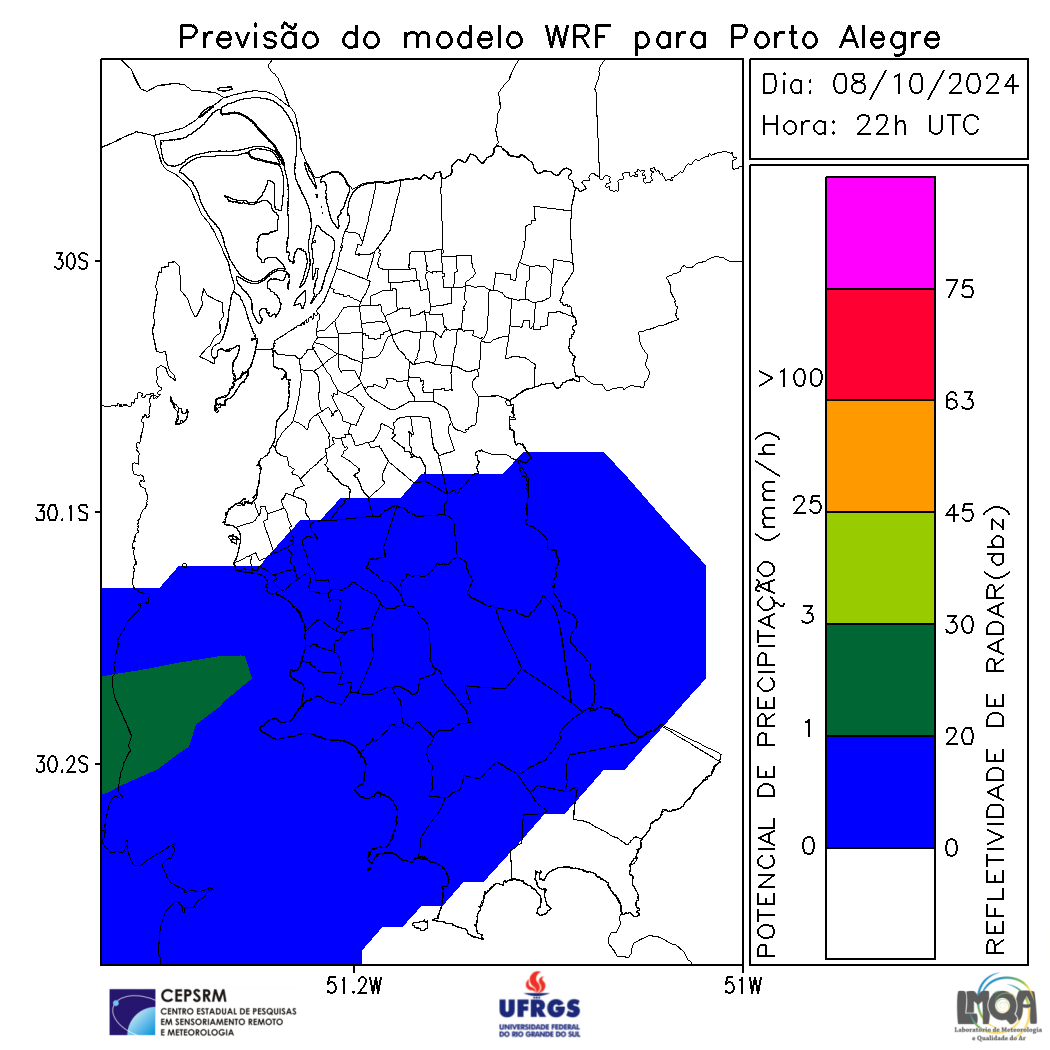 Previsão do modelo WRF para Porto Alegre
Dia: 08/10/2024
Hora: 22h UTC
30S
30.1S
30.2S
51.2W
51W
POTENCIAL DE PRECIPITAÇÃO (mm/h)
>100
25
3
1
0
75
63
45
30
20
0
REFLETIVIDADE DE RADAR(dbz)
CEPSRM
CENTRO ESTADUAL DE PESQUISAS
EM SENSORIAMENTO REMOTO
E METEOROLOGIA
UFRGS
UNIVERSIDADE FEDERAL
DO RIO GRANDE DO SUL
LMQA
Laboratório de Meteorologia
e Qualidade do Ar